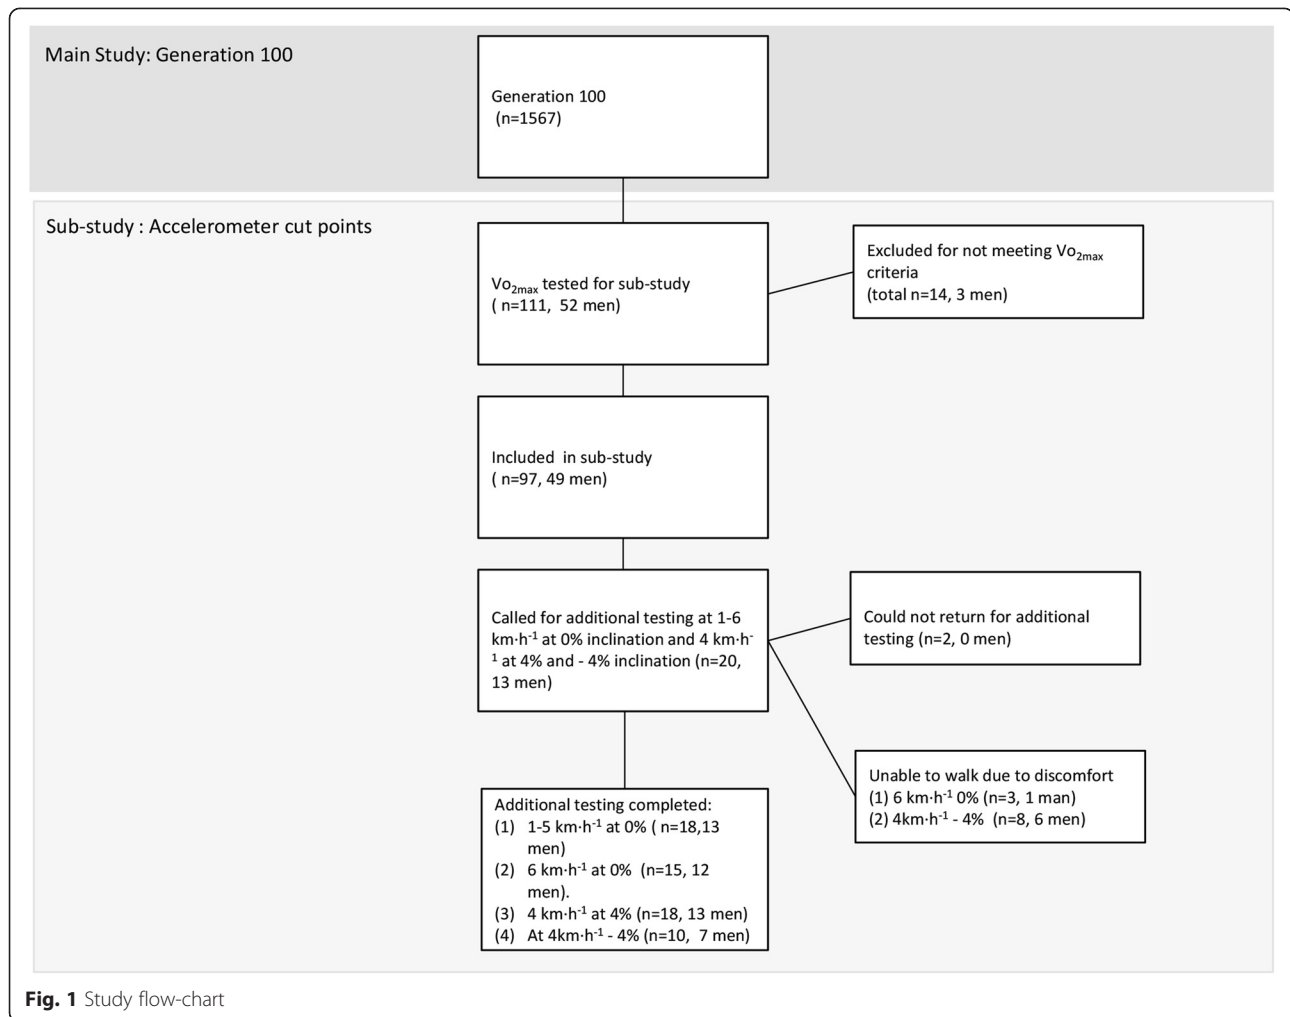 Main Study: Generation 100
Generation 100
(n=1567)
Sub-study : Accelerometer cut points
Vo₂max tested for sub-study
( n=111, 52 men)
Excluded for not meeting Vo₂max
criteria
(total n=14, 3 men)
Included in sub-study
( n=97, 49 men)
Called for additional testing at 1-6
km·h⁻¹ at 0% inclination and 4 km·h⁻
¹ at 4% and - 4% inclination (n=20,
13 men)
Could not return for additional
testing (n=2, 0 men)
Unable to walk due to discomfort
(1) 6 km·h⁻¹ 0% (n=3, 1 man)
(2) 4km·h⁻¹ - 4% (n=8, 6 men)
Additional testing completed:
(1) 1-5 km·h⁻¹ at 0% ( n=18,13
men)
(2) 6 km·h⁻¹ at 0% (n=15, 12
men).
(3) 4 km·h⁻¹ at 4% (n=18, 13 men)
(4) At 4km·h⁻¹ - 4% (n=10, 7 men)
Fig. 1 Study flow-chart